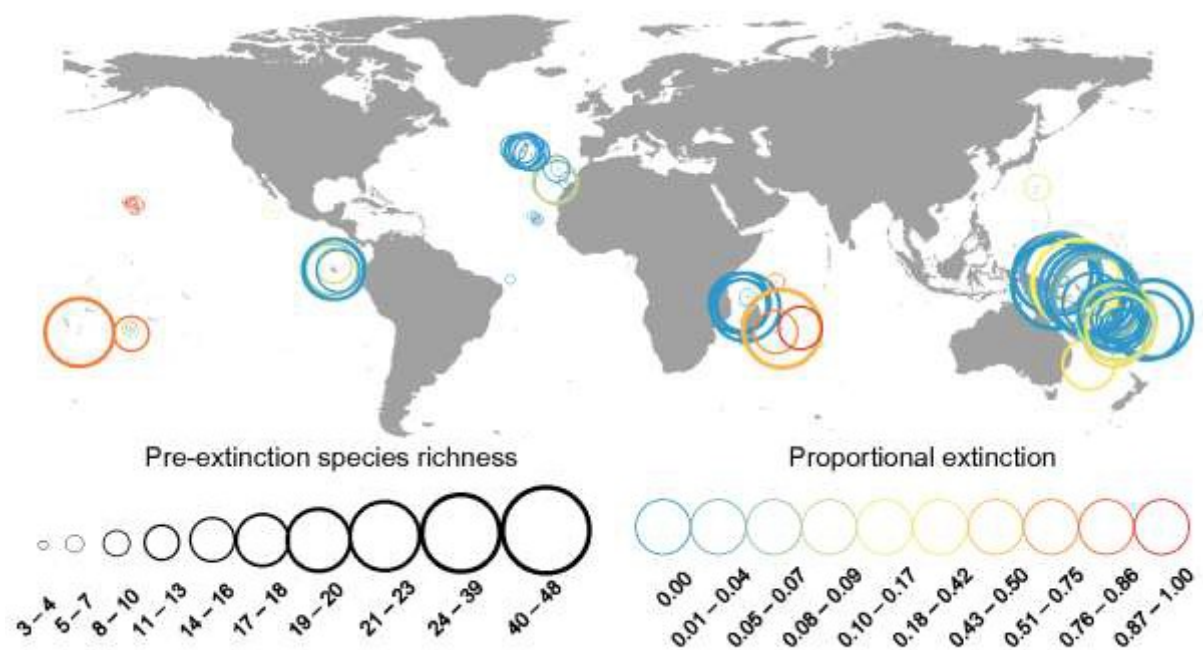 Pre-extinction species richness
3 – 4
5 – 7
8 – 10
11 – 13
14 – 16
17 – 18
19 – 20
21 – 23
24 – 39
40 – 48
Proportional extinction
0.00
0.01 – 0.04
0.05 – 0.07
0.08 – 0.09
0.10 – 0.17
0.18 – 0.42
0.43 – 0.50
0.51 – 0.75
0.76 – 0.86
0.87 – 1.00